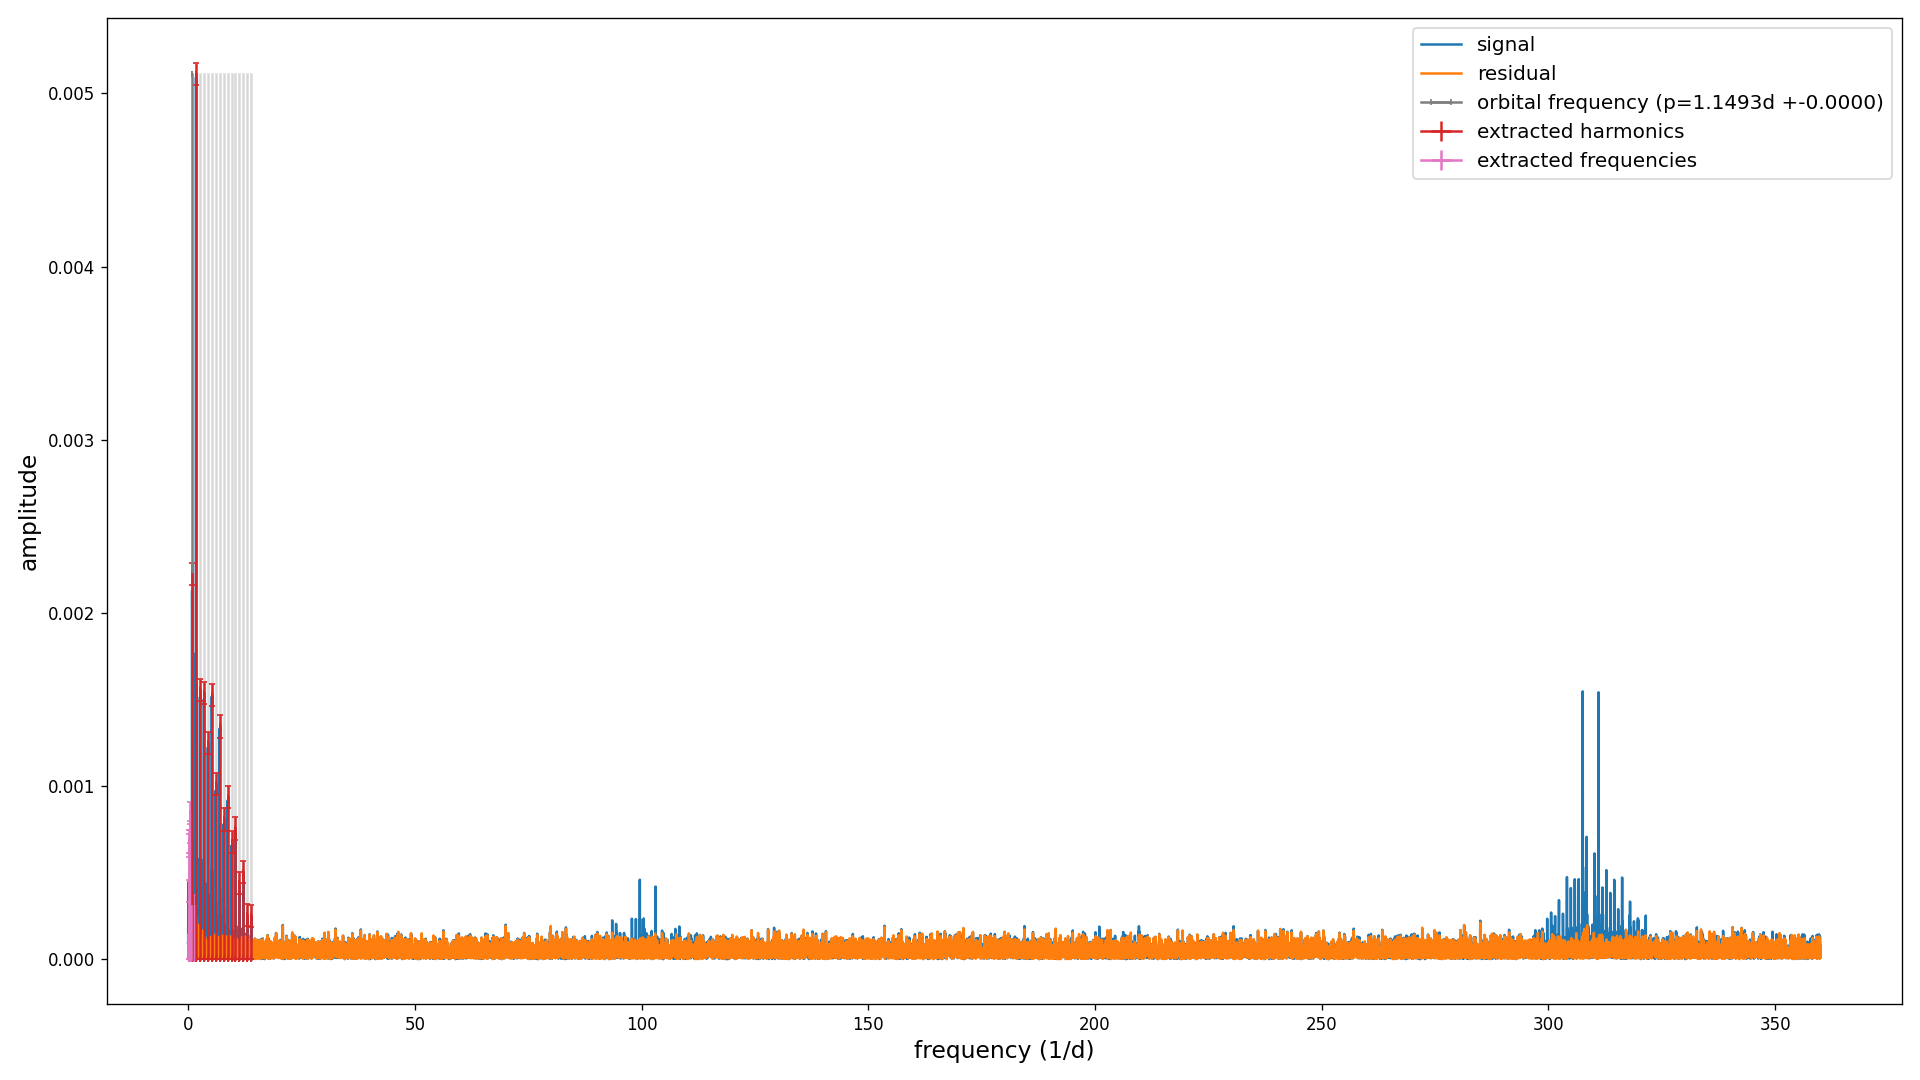 signal
residual
orbital frequency (p=1.1493d +-0.0000)
extracted harmonics
extracted frequencies
0.005
0.004
0.003
0.002
0.001
0.000
amplitude
0 50 100 150 200 250 300 350
frequency (1/d)